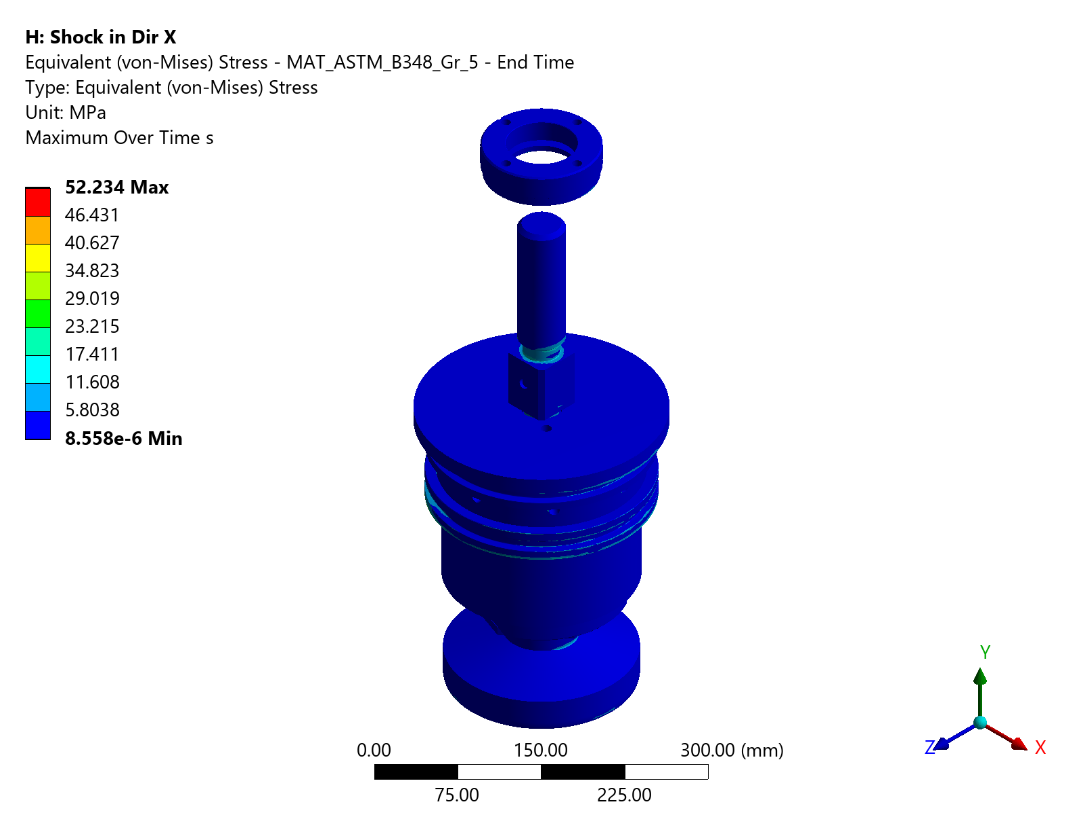 H: Shock in Dir X
Equivalent (von-Mises) Stress - MAT_ASTM_B348_Gr_5 - End Time
Type: Equivalent (von-Mises) Stress
Unit: MPa
Maximum Over Time s
52.234 Max
46.431
40.627
34.823
29.019
23.215
17.411
11.608
5.8038
8.558e-6 Min
Y
Z X
0.00 150.00 300.00 (mm)
75.00 225.00